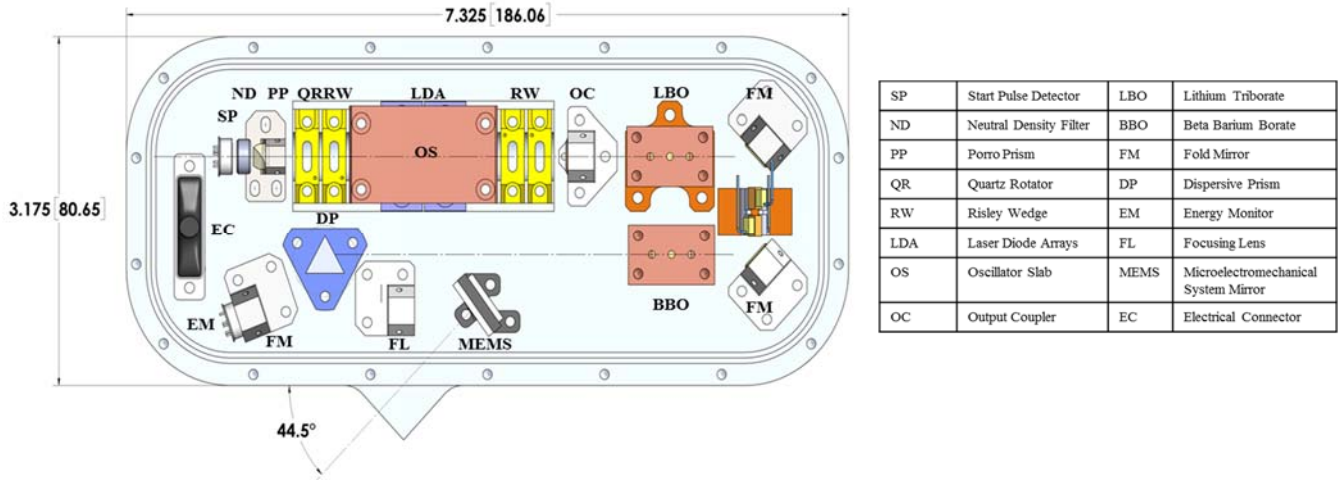 7.325 [186.06]
ND PP QRRW LDA RW OC LBO FM
SP
OS
3.175 [80.65]
EC
DP
BBO
EM
FM
FL
MEMS
FM
44.5°
SP Start Pulse Detector LBO Lithium Triborate
ND Neutral Density Filter BBO Beta Barium Borate
PP Porro Prism FM Fold Mirror
QR Quartz Rotator DP Dispersive Prism
RW Risley Wedge EM Energy Monitor
LDA Laser Diode Arrays FL Focusing Lens
OS Oscillator Slab MEMS Microelectromechanical
System Mirror
OC Output Coupler EC Electrical Connector